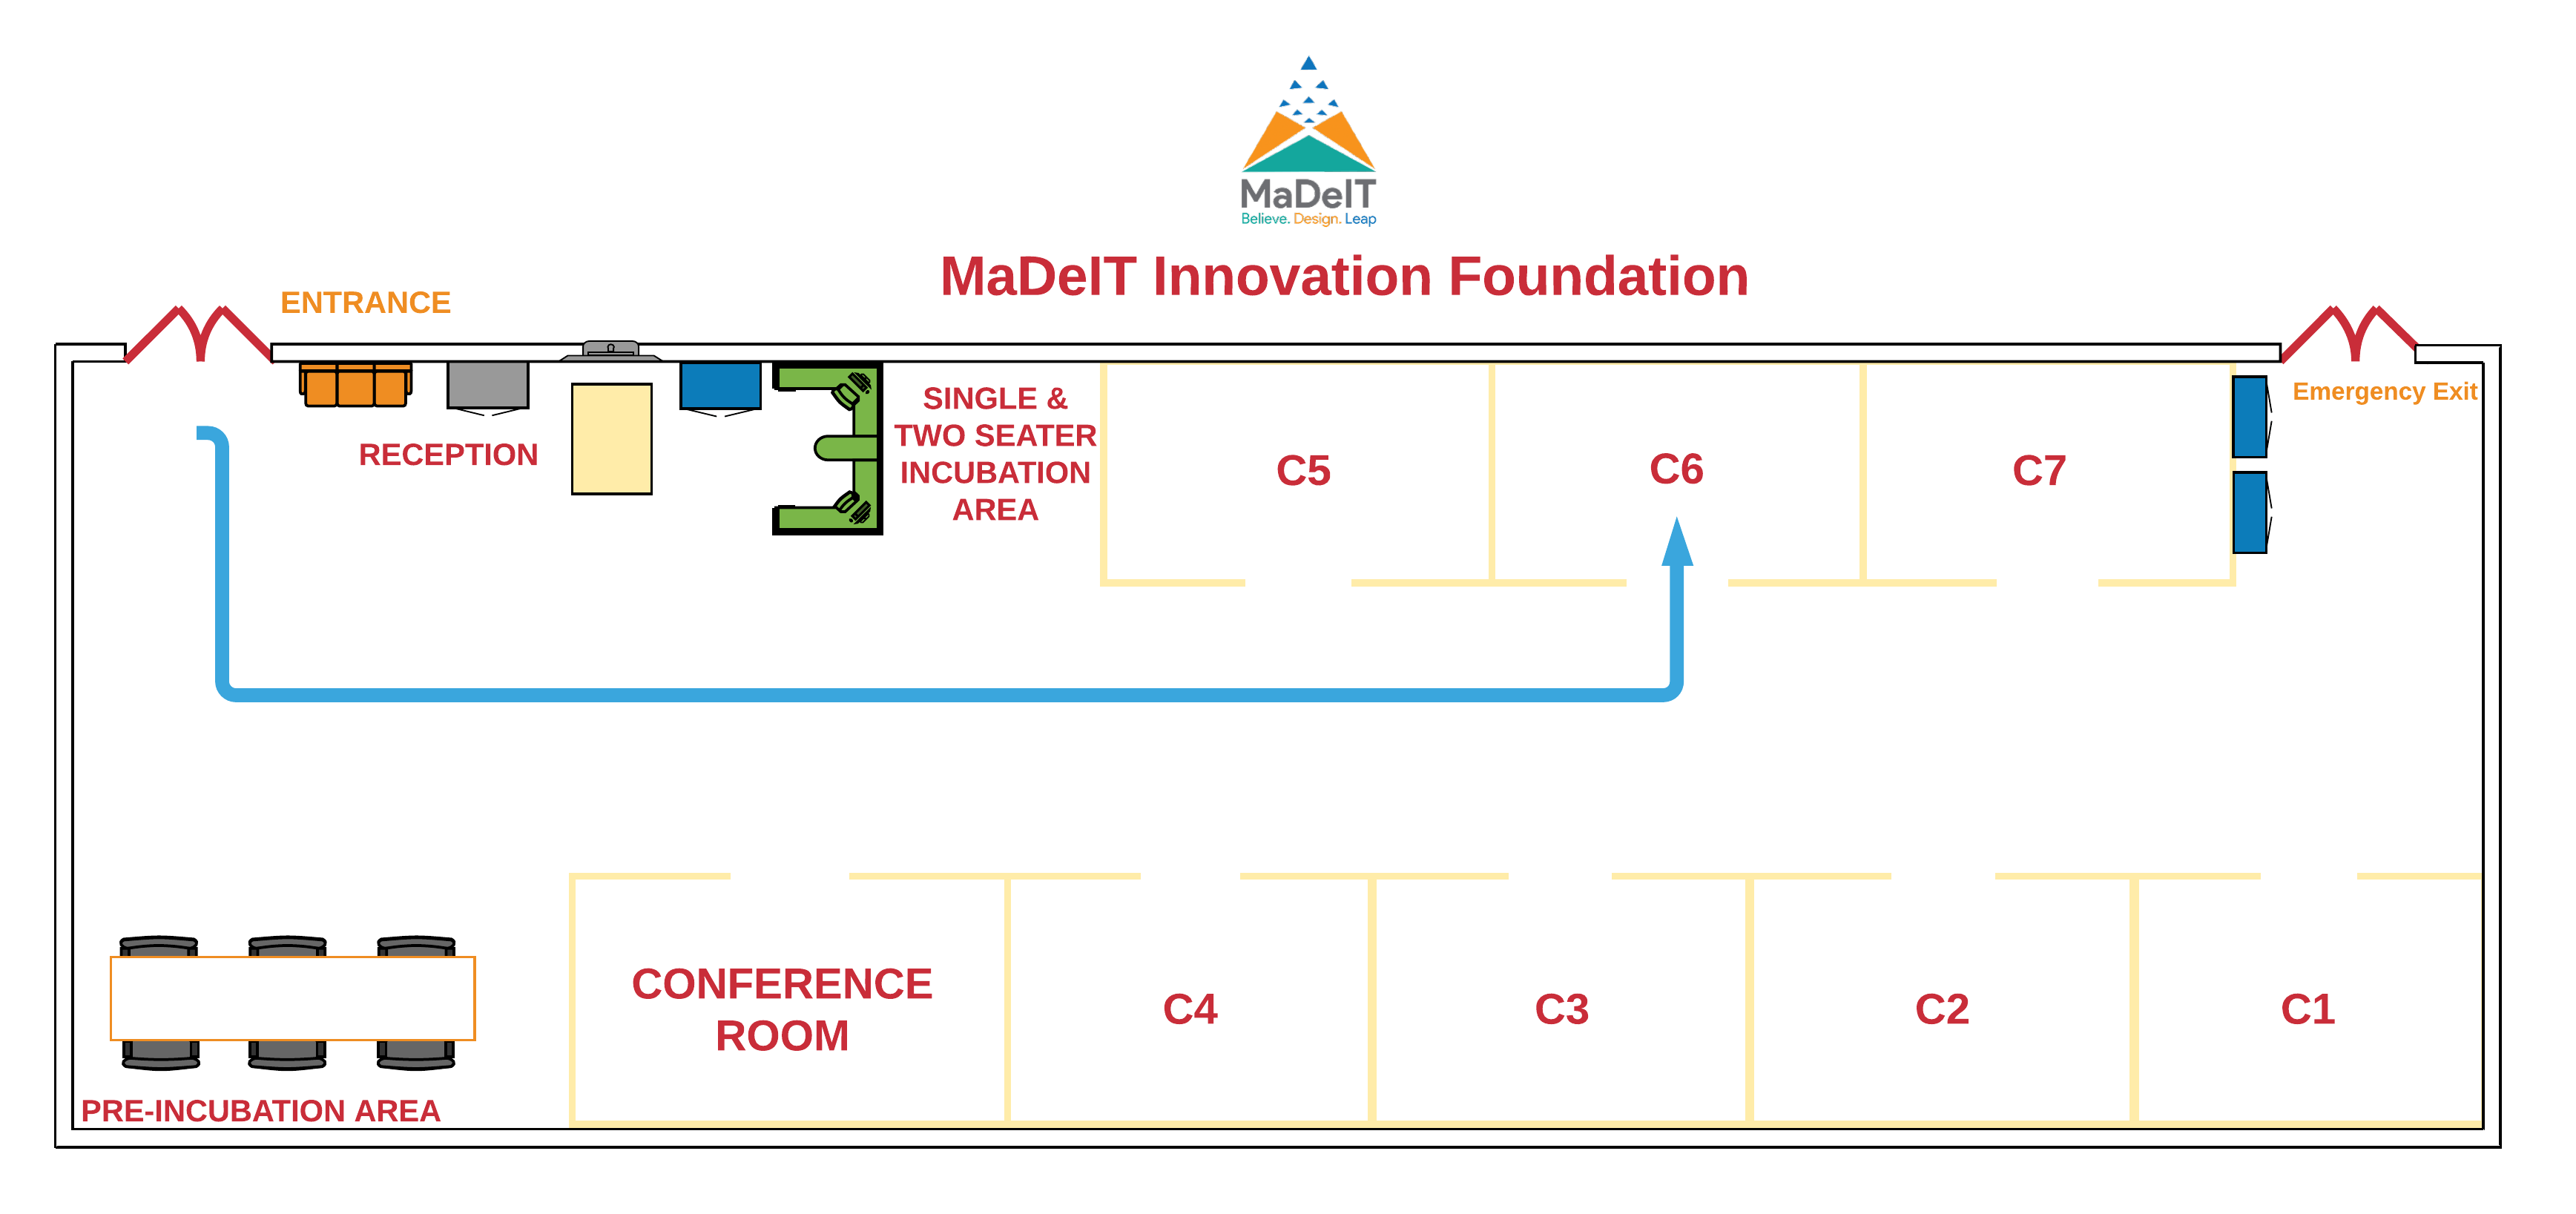 MaDeIT
Believe. Design. Leap
MaDeIT Innovation Foundation
ENTRANCE
Emergency Exit
RECEPTION
SINGLE &
TWO SEATER
INCUBATION
AREA
C5
C6
C7
CONFERENCE
ROOM
C4
C3
C2
C1
PRE-INCUBATION AREA